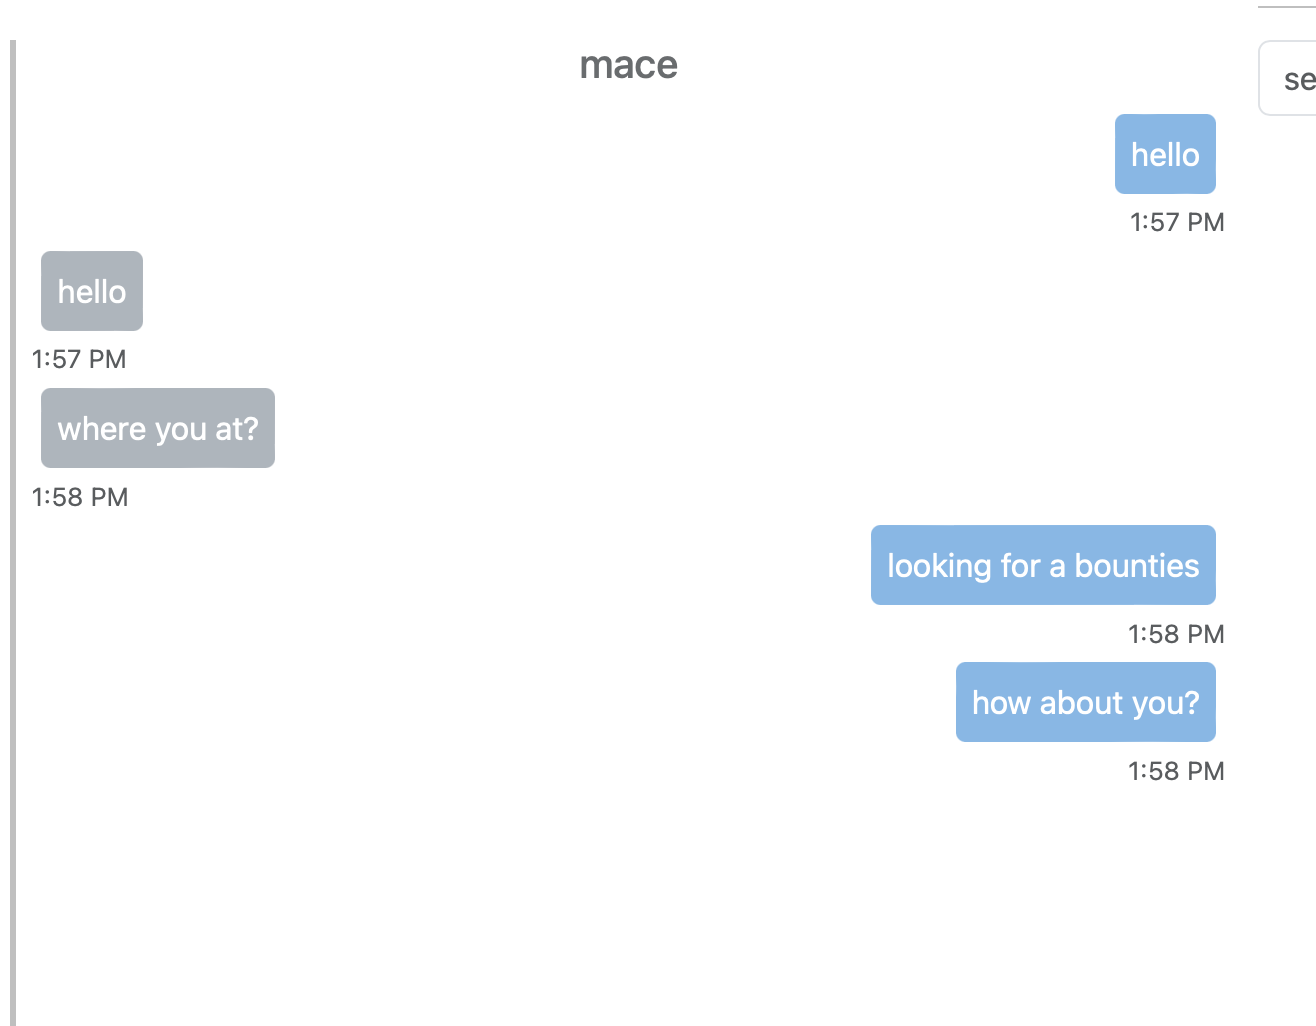 mace
se
hello
1:57 PM
hello
1:57 PM
where you at?
1:58 PM
looking for a bounties
1:58 PM
how about you?
1:58 PM